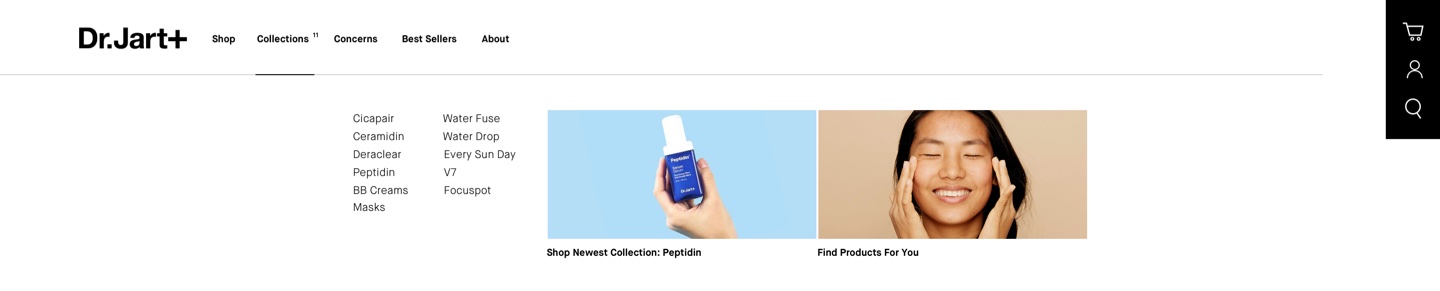 Dr.Jart+
Shop
Collections 11
Concerns
Best Sellers
About
Cicapair
Ceramidin
Deraclear
Peptidin
BB Creams
Masks
Water Fuse
Water Drop
Every Sun Day
V7
Focuspot
Peptidin
Dr.Jart+
Shop Newest Collection: Peptidin
Find Products For You